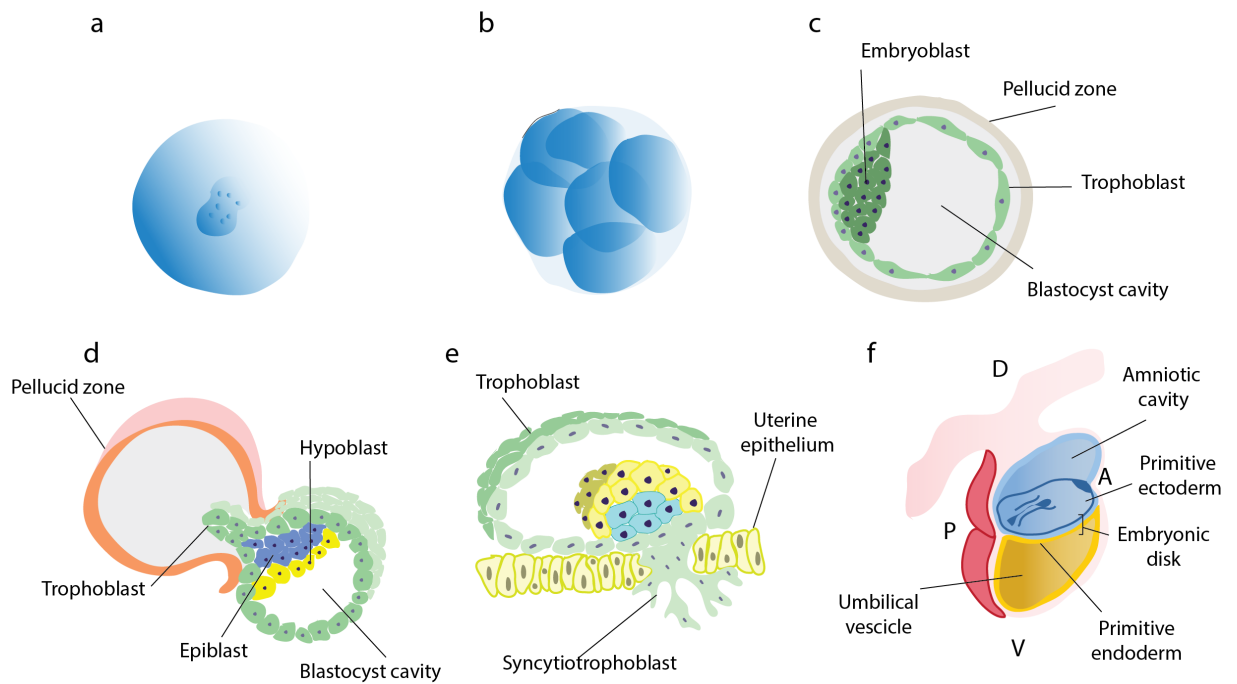 a
b
c
Embryoblast
Pellucid zone
Trophoblast
Blastocyst cavity
d
Pellucid zone
Hypoblast
Trophoblast
Epiblast
Blastocyst cavity
e
Trophoblast
Uterine
epithelium
Syncytiotrophoblast
f
D
Amniotic
cavity
A
Primitive
ectoderm
P
Embryonic
disk
Umbilical
vescicle
Primitive
endoderm
V